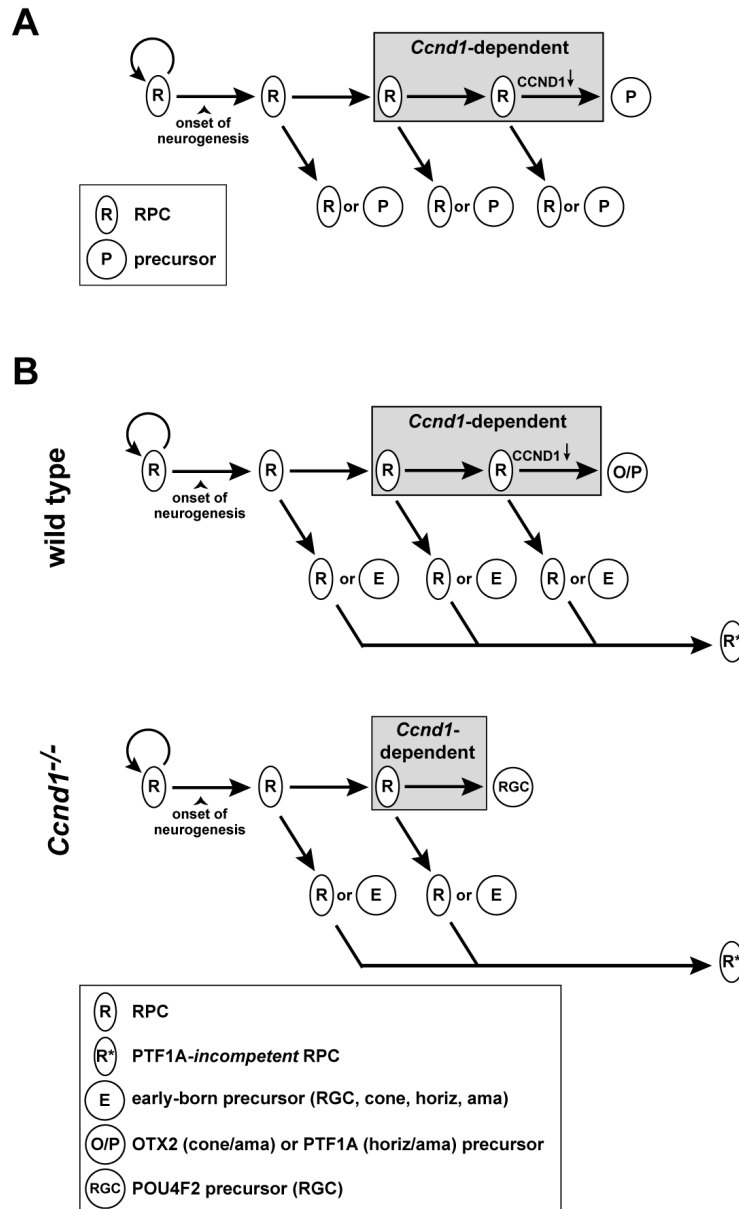 A
Ccnd1-dependent
R R R R CCND1↓ P
onset of
neurogenesis
R or P R or P R or P
R RPC
P precursor
B
wild type
Ccnd1-dependent
R R R R CCND1↓ O/P
onset of
neurogenesis
R or E R or E R or E
R*
Ccnd1-/-
Ccnd1-
dependent
R R R RGC
onset of
neurogenesis
R or E R or E
R*
R RPC
R* PTF1A-incompetent RPC
E early-born precursor (RGC, cone, horiz, ama)
O/P OTX2 (cone/ama) or PTF1A (horiz/ama) precursor
RGC POU4F2 precursor (RGC)